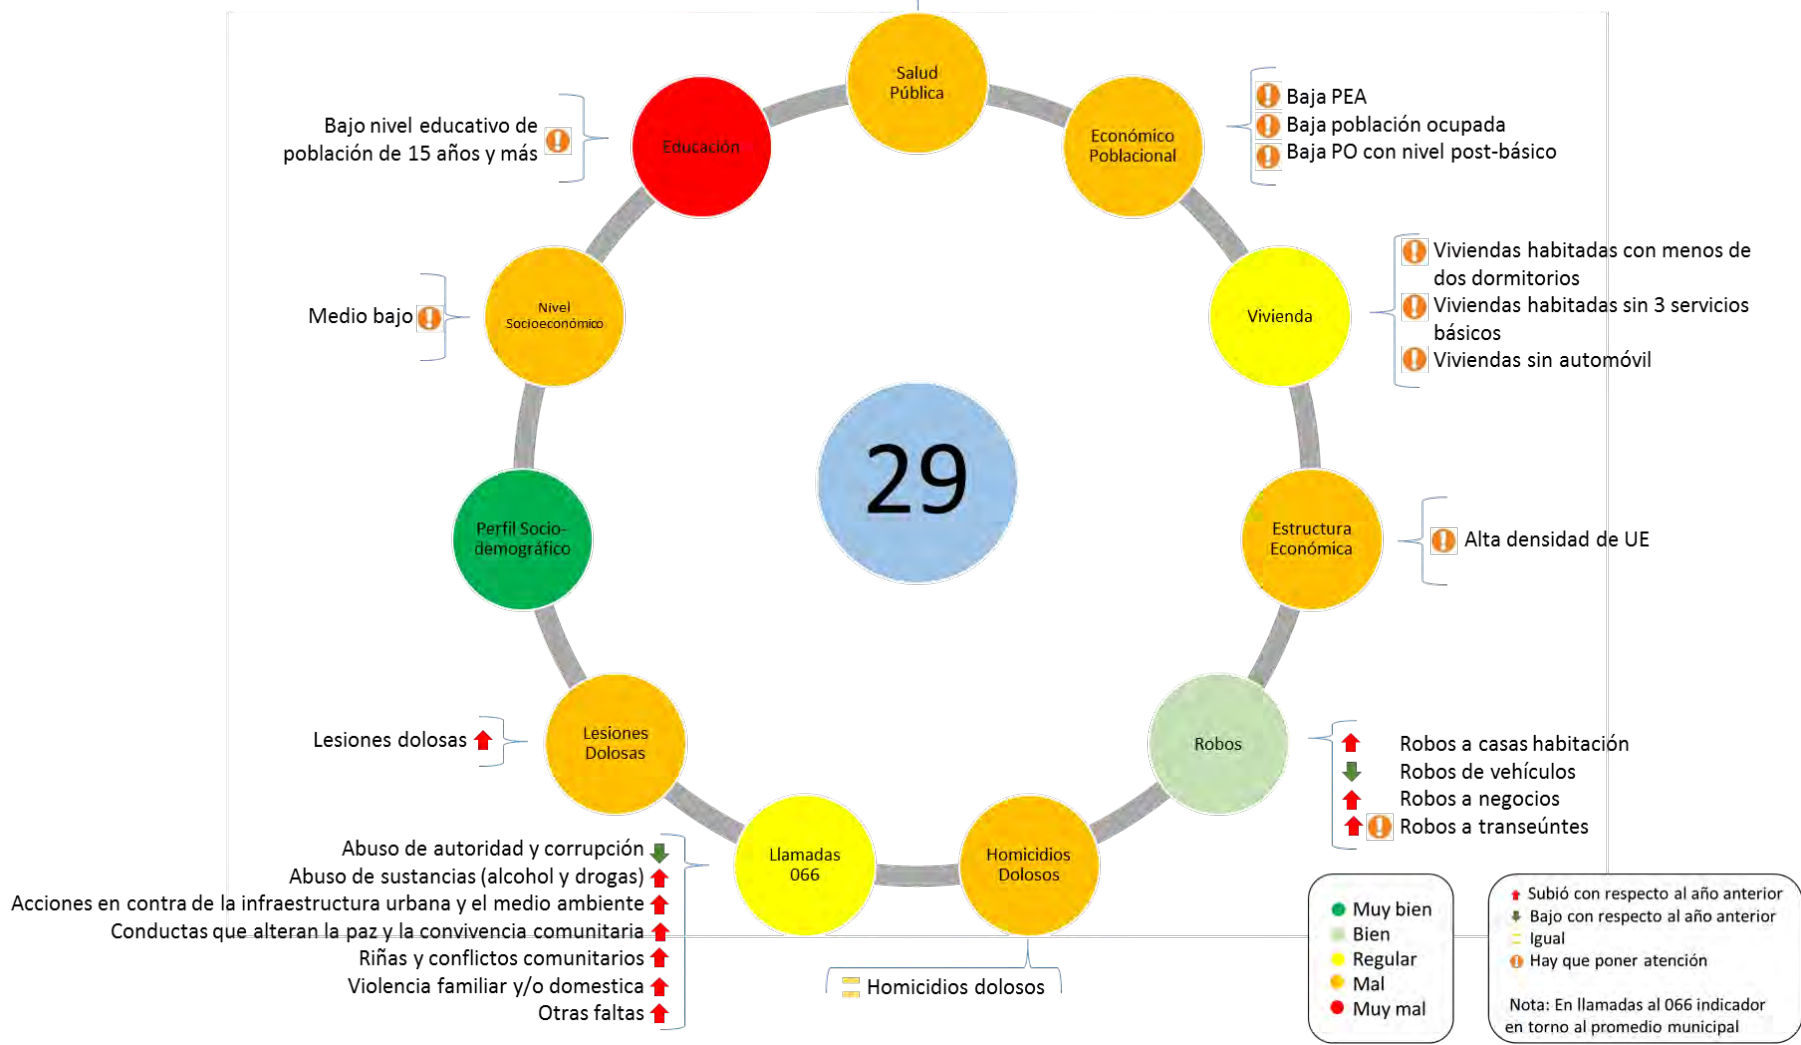 Salud
Pública
Económico
Poblacional
Baja PEA
Baja población ocupada
Baja PO con nivel post-básico
Bajo nivel educativo de
población de 15 años y más
Educación
Medio bajo
Nivel
Socioeconómico
Vivienda
Viviendas habitadas con menos de
dos dormitorios
Viviendas habitadas sin 3 servicios
básicos
Viviendas sin automóvil
29
Perfil Socio-
demográfico
Estructura
Económica
Alta densidad de UE
Lesiones dolosas
Lesiones
Dolosas
Robos
Robos a casas habitación
Robos de vehículos
Robos a negocios
Robos a transeúntes
Abuso de autoridad y corrupción
Abuso de sustancias (alcohol y drogas)
Acciones en contra de la infraestructura urbana y el medio ambiente
Conductas que alteran la paz y la convivencia comunitaria
Riñas y conflictos comunitarios
Violencia familiar y/o domestica
Otras faltas
Llamadas
066
Homicidios
Dolosos
Homicidios dolosos
Muy bien
Bien
Regular
Mal
Muy mal
Subió con respecto al año anterior
Bajo con respecto al año anterior
Igual
Hay que poner atención
Nota: En llamadas al 066 indicador
en torno al promedio municipal